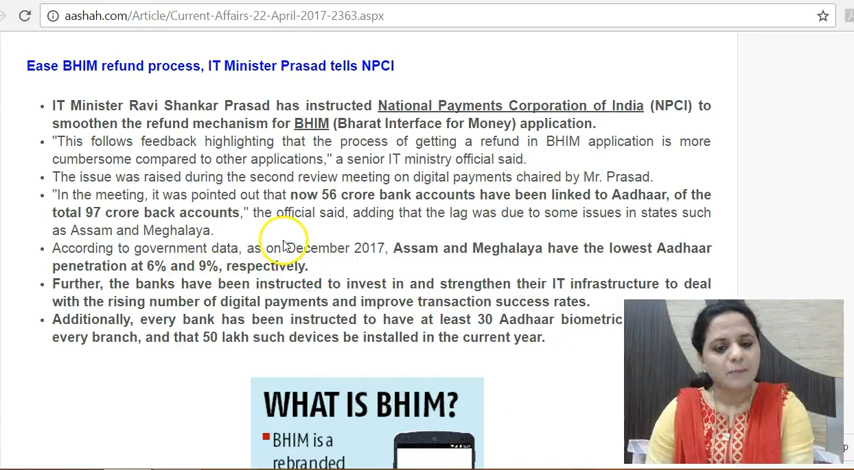 aashah.com/Article/Current-Affairs-22-April-2017-2363.aspx
Ease BHIM refund process, IT Minister Prasad tells NPCI
• IT Minister Ravi Shankar Prasad has instructed National Payments Corporation of India (NPCI) to
smoothen the refund mechanism for BHIM (Bharat Interface for Money) application.
• "This follows feedback highlighting that the process of getting a refund in BHIM application is more
cumbersome compared to other applications," a senior IT ministry official said.
• The issue was raised during the second review meeting on digital payments chaired by Mr. Prasad.
• "In the meeting, it was pointed out that now 56 crore bank accounts have been linked to Aadhar, of the
total 97 crore back accounts," the official said, adding that the lag was due to some issues in states such
as Assam and Meghalaya.
• According to government data, as on December 2017, Assam and Meghalaya have the lowest Aadhar
penetration at 6% and 9%, respectively.
• Further, the banks have been instructed to invest in and strengthen their IT infrastructure to deal
with the rising number of digital payments and improve transaction success rates.
• Additionally, every bank has been instructed to have at least 30 Aadhar biometric
every branch, and that 50 lakh such devices be installed in the current year.
WHAT IS BHIM?
BHIM is a
rebranded